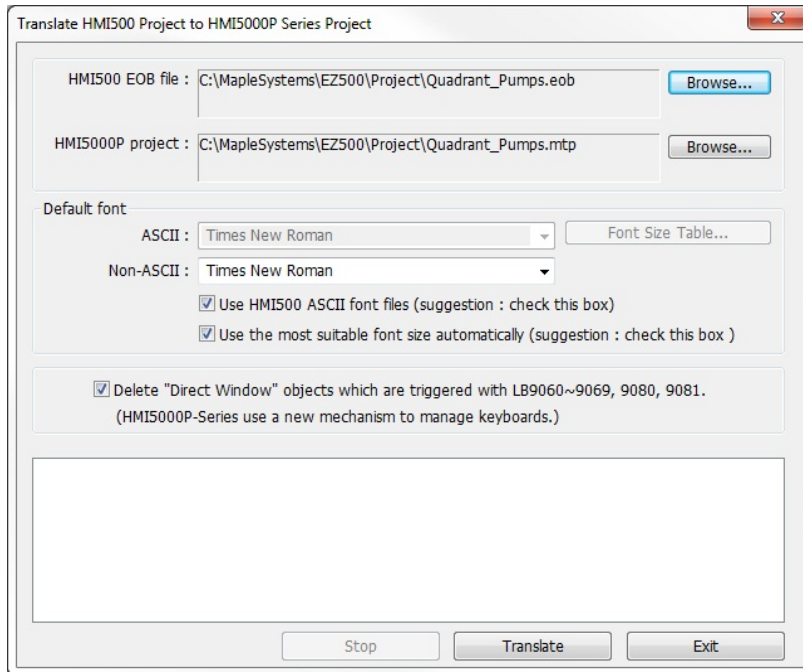 Translate HMI500 Project to HMI5000P Series Project
HMI500 EOB file : C:\MapleSystems\EZ500\Project\Quadrant_Pumps.eob Browse...
HMI5000P project : C:\MapleSystems\EZ500\Project\Quadrant_Pumps.mtp Browse...
Default font
ASCII : Times New Roman Font Size Table...
Non-ASCII : Times New Roman
Use HMI500 ASCII font files (suggestion : check this box)
Use the most suitable font size automatically (suggestion : check this box )
Delete "Direct Window" objects which are triggered with LB9060~9069, 9080, 9081.
(HMI5000P-Series use a new mechanism to manage keyboards.)
Stop Translate Exit